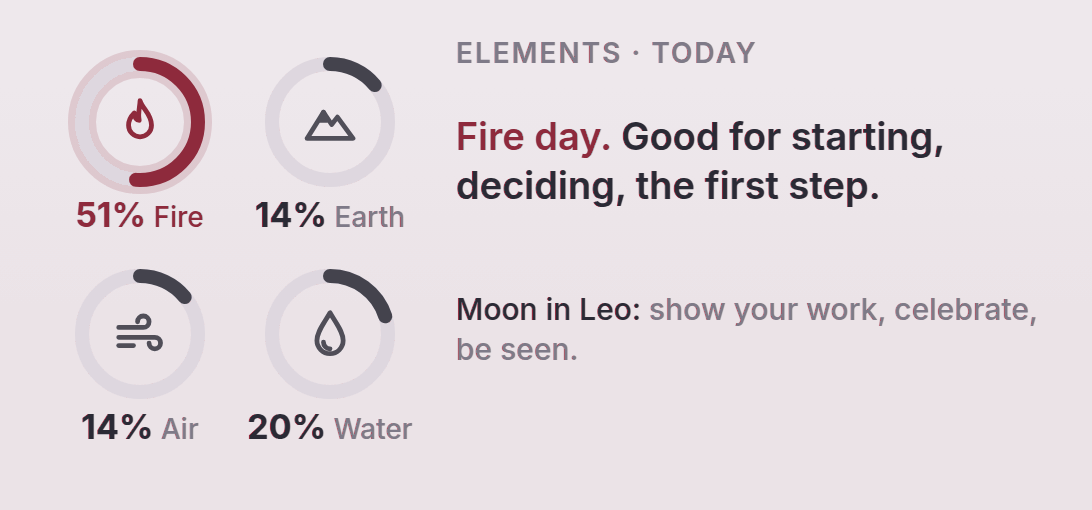 ELEMENTS · TODAY
Fire day. Good for starting,
deciding, the first step.
Moon in Leo: show your work, celebrate,
be seen.
51% Fire
14% Earth
14% Air
20% Water